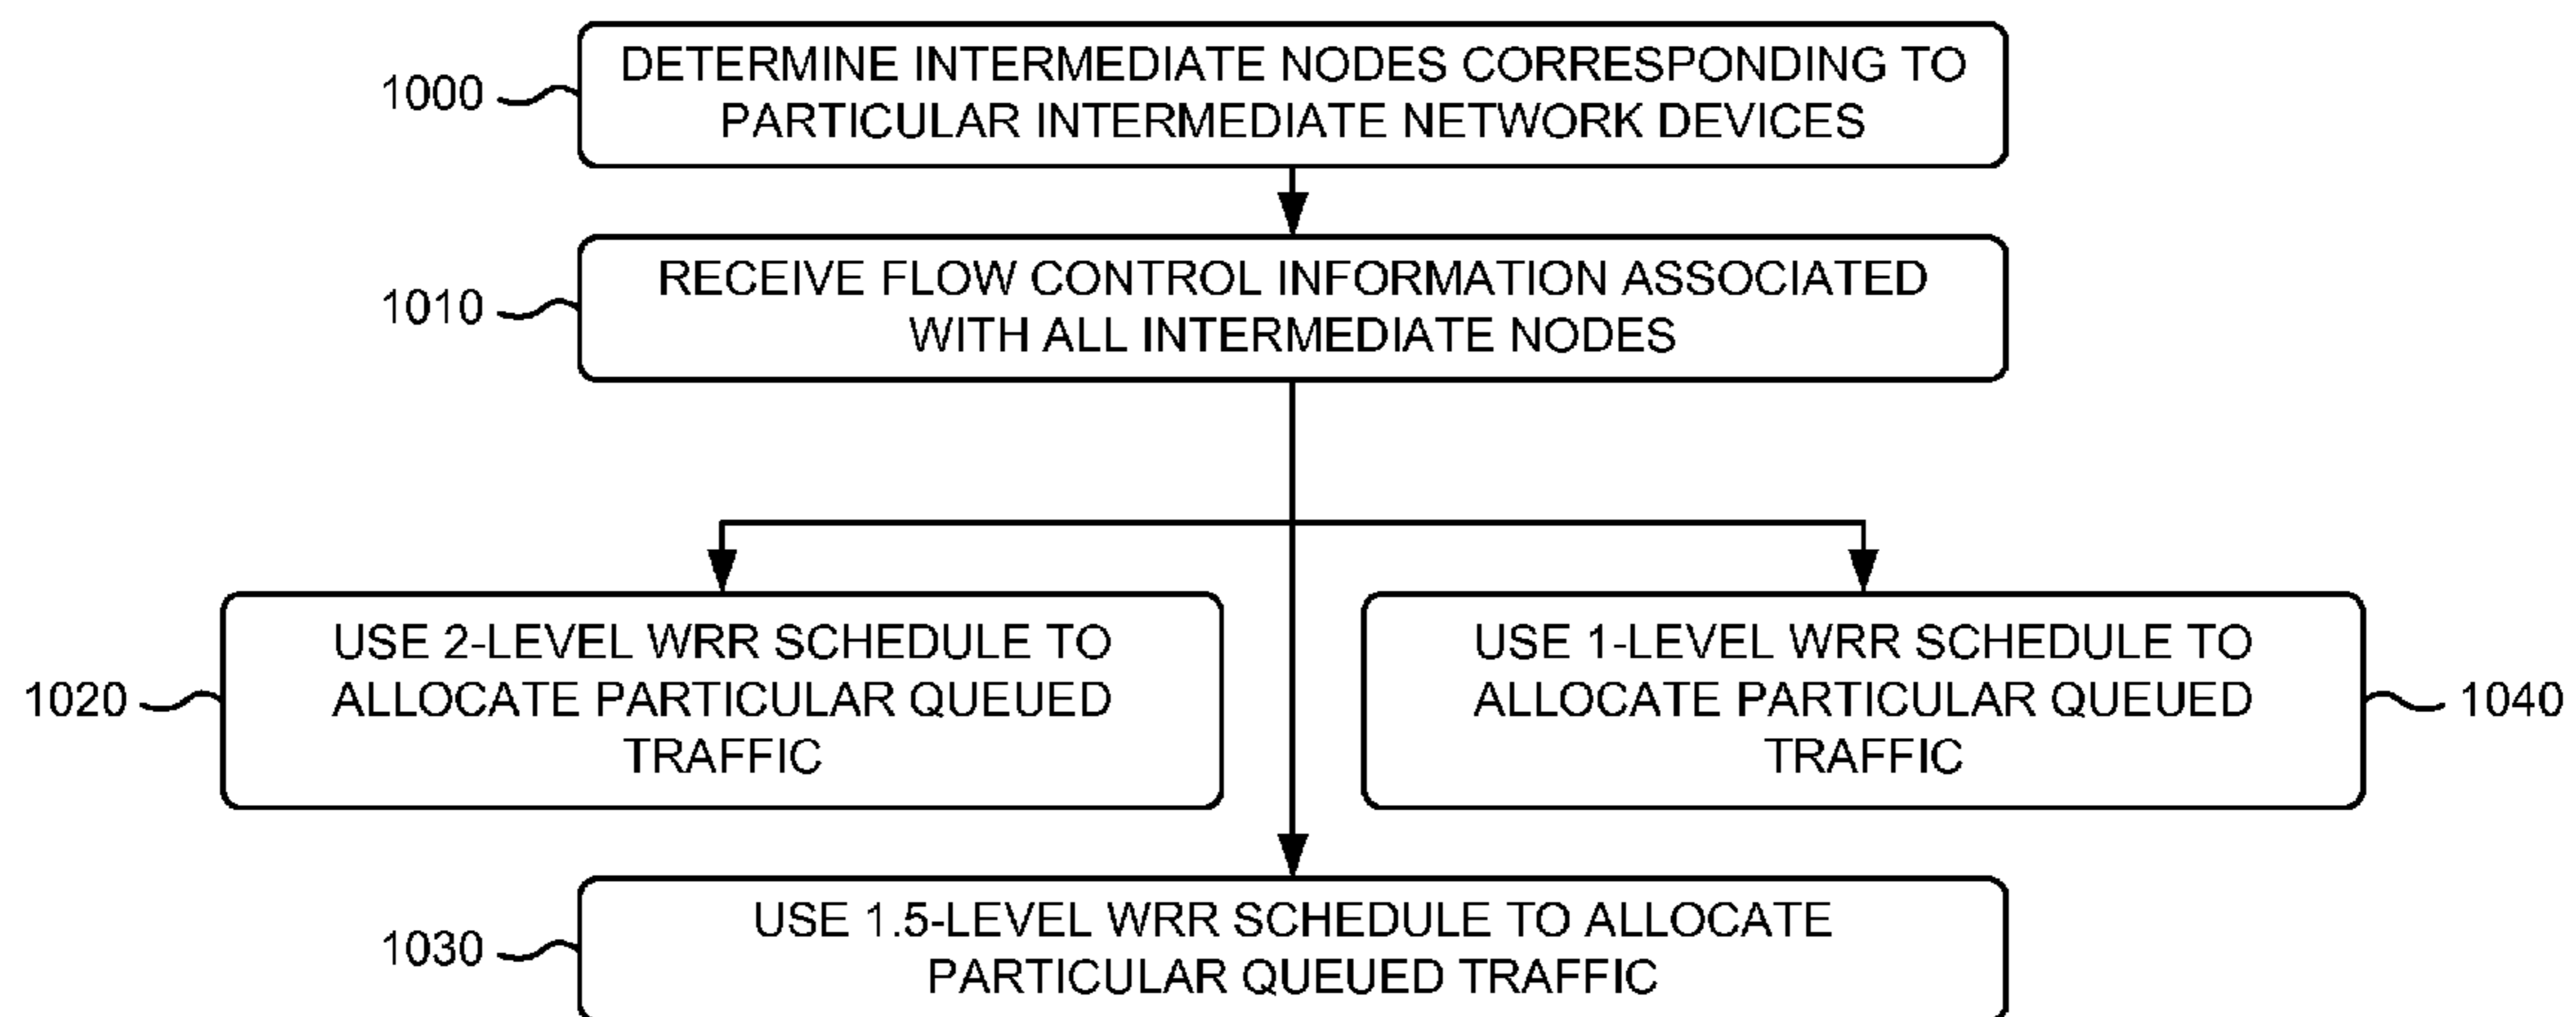 1000
DETERMINE INTERMEDIATE NODES CORRESPONDING TO
PARTICULAR INTERMEDIATE NETWORK DEVICES
1010
RECEIVE FLOW CONTROL INFORMATION ASSOCIATED
WITH ALL INTERMEDIATE NODES
1020
USE 2-LEVEL WRR SCHEDULE TO
ALLOCATE PARTICULAR QUEUED
TRAFFIC
USE 1-LEVEL WRR SCHEDULE TO
ALLOCATE PARTICULAR QUEUED
TRAFFIC
1040
1030
USE 1.5-LEVEL WRR SCHEDULE TO ALLOCATE
PARTICULAR QUEUED TRAFFIC